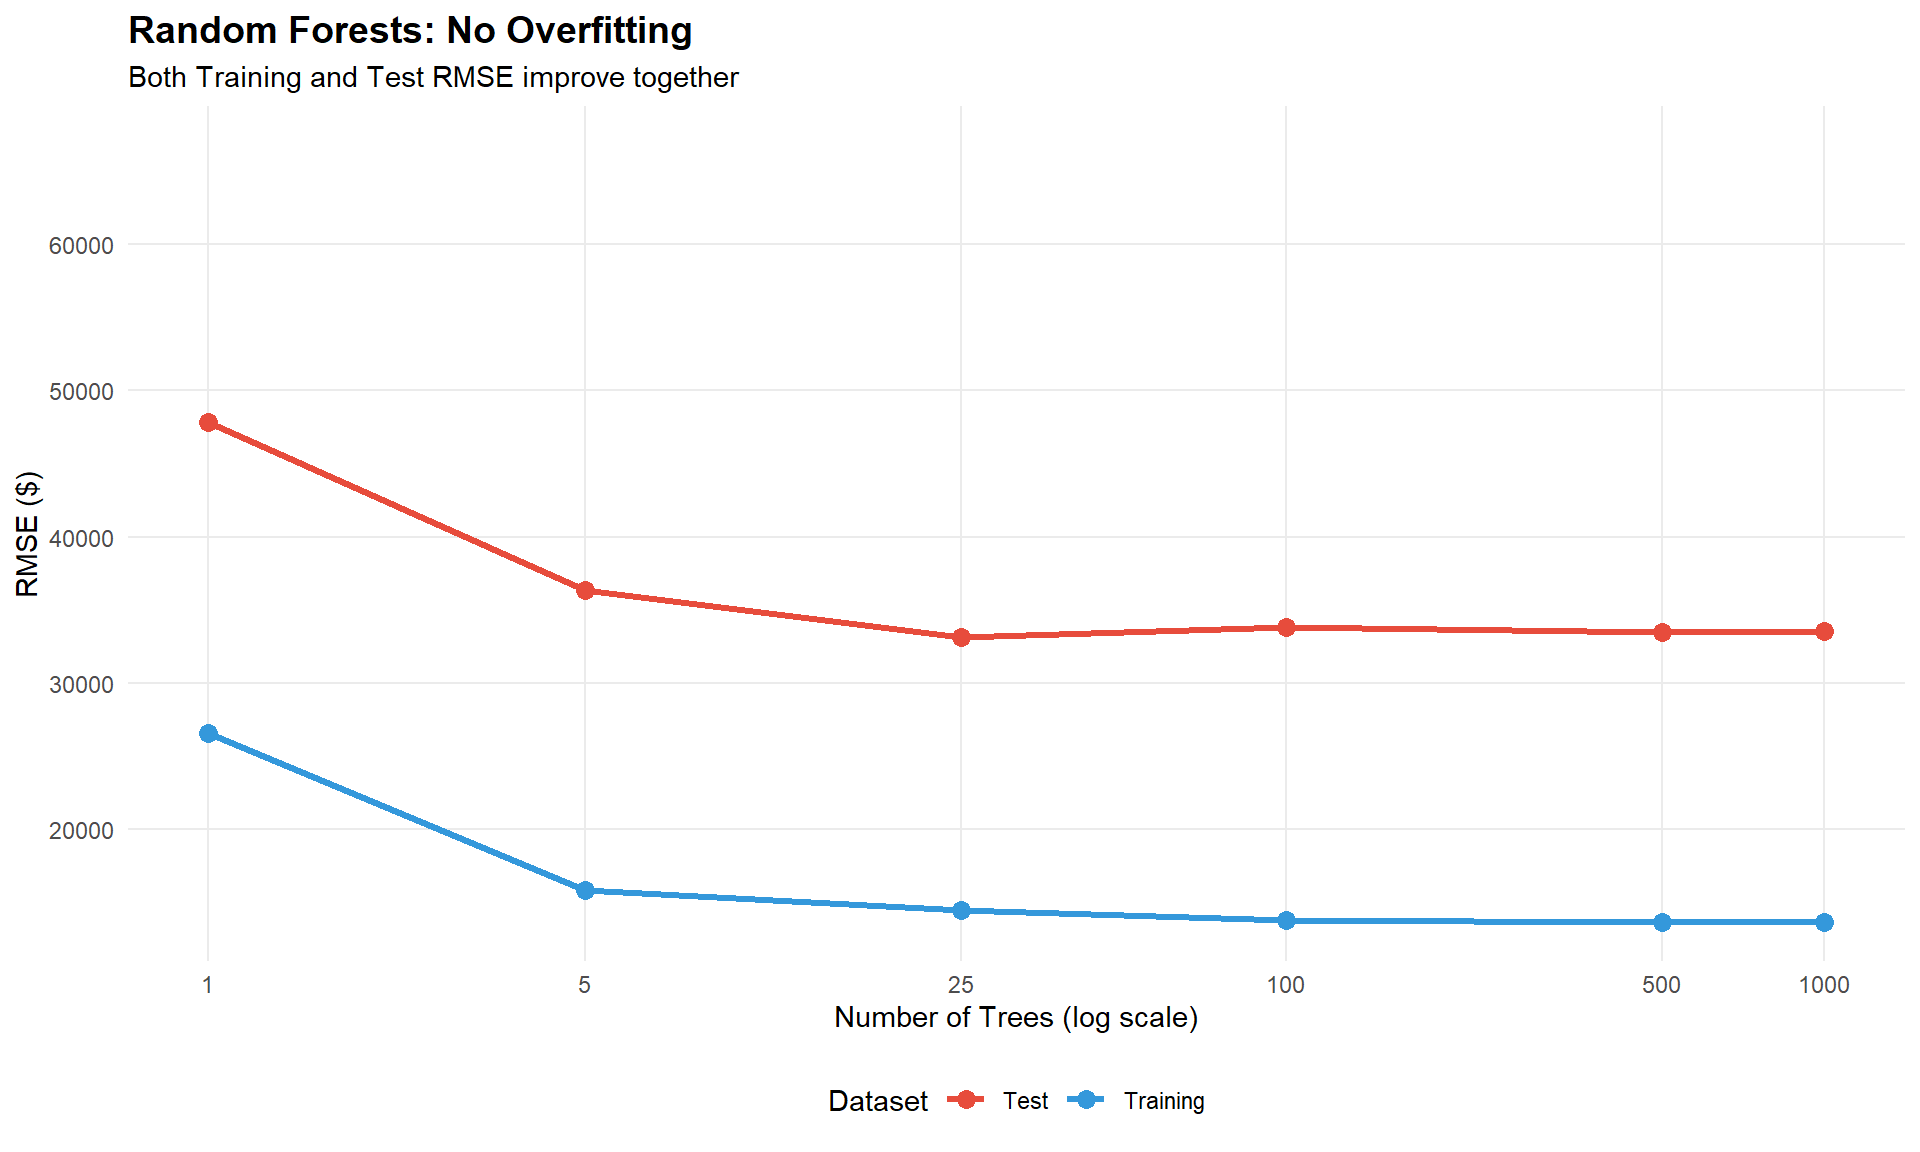 Random Forests: No Overfitting
Both Training and Test RMSE improve together
RMSE ($)
60000
50000
40000
30000
20000
1 5 25 100 500 1000
Number of Trees (log scale)
Dataset Test Training